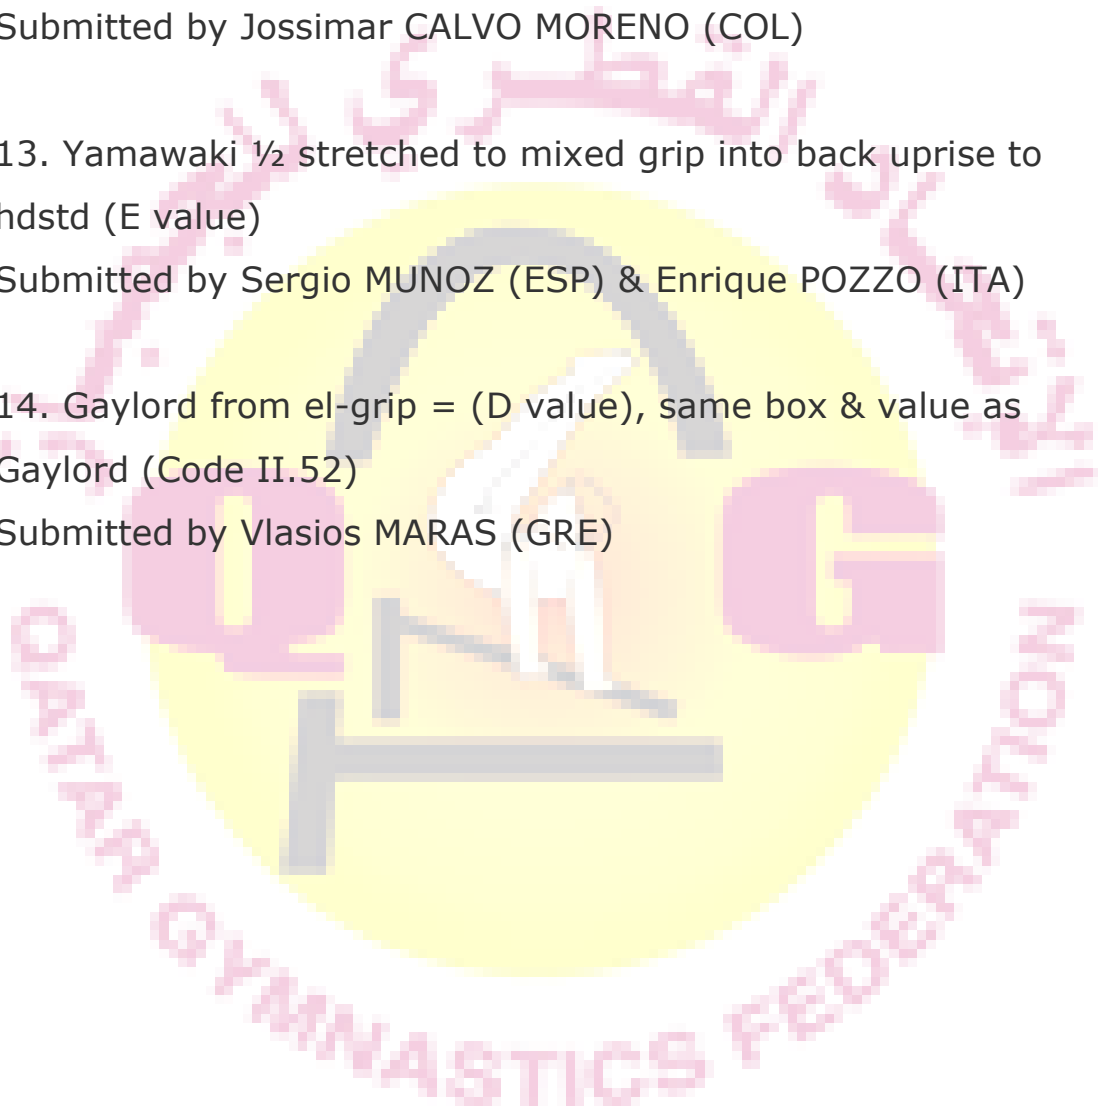 Submitted by Jossimar CALVO MORENO (COL)
13. Yamawaki ½ stretched to mixed grip into back uprise to
hdstd (E value)
Submitted by Sergio MUNOZ (ESP) & Enrique POZZO (ITA)
14. Gaylord from el-grip = (D value), same box & value as
Gaylord (Code II.52)
Submitted by Vlasios MARAS (GRE)
Q G
QATAR GYMNASTICS FEDERATION